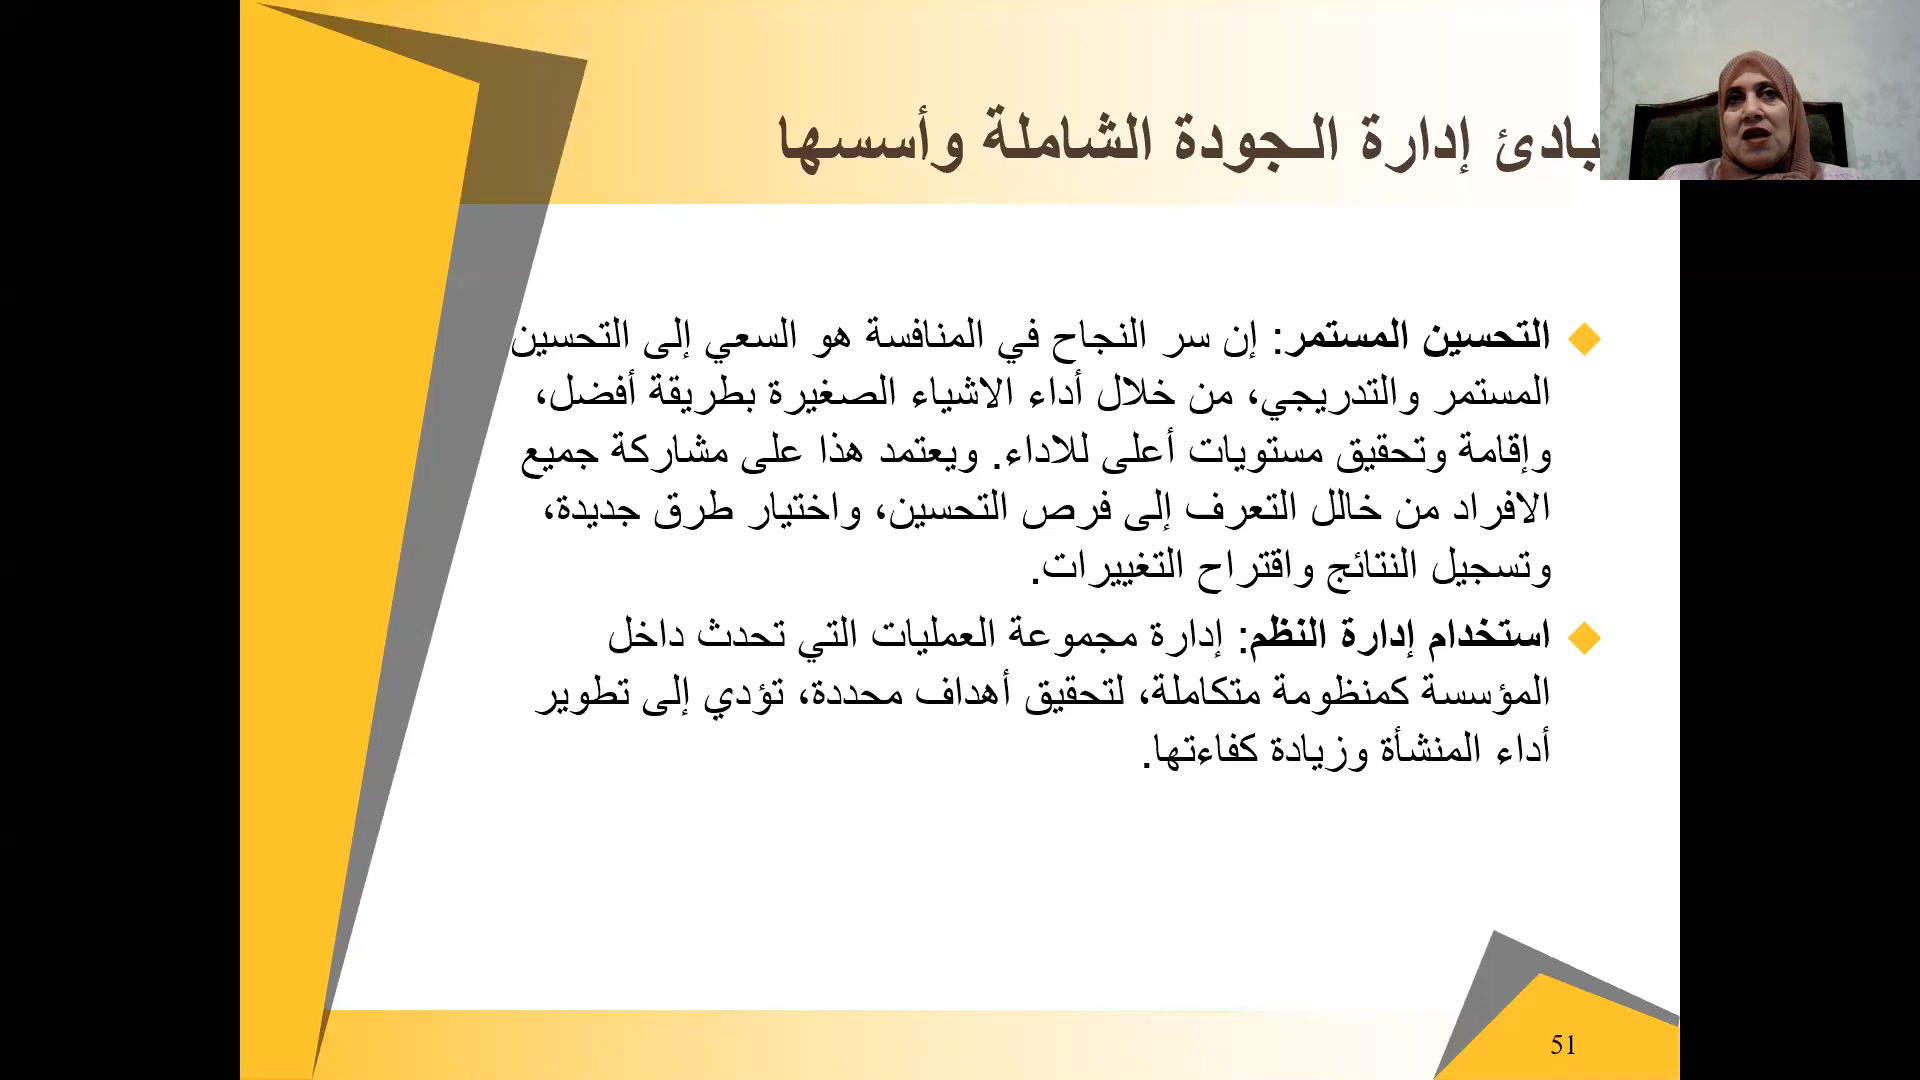 بادئ إدارة الـجودة الشاملة وأسسها
التحسين المستمر: إن سر النجاح في المنافسة هو السعي إلى التحسين
المستمر والتدريجي، من خلال أداء الاشياء الصغيرة بطريقة أفضل،
وإقامة وتحقيق مستويات أعلى للاداء. ويعتمد هذا على مشاركة جميع
الافراد من خالل التعرف إلى فرص التحسين، واختيار طرق جديدة،
وتسجيل النتائج واقتراح التغييرات.
استخدام إدارة النظم: إدارة مجموعة العمليات التي تحدث داخل
المؤسسة كمنظومة متكاملة، لتحقيق أهداف محددة، تؤدي إلى تطوير
أداء المنشأة وزيادة كفاءتها.
51